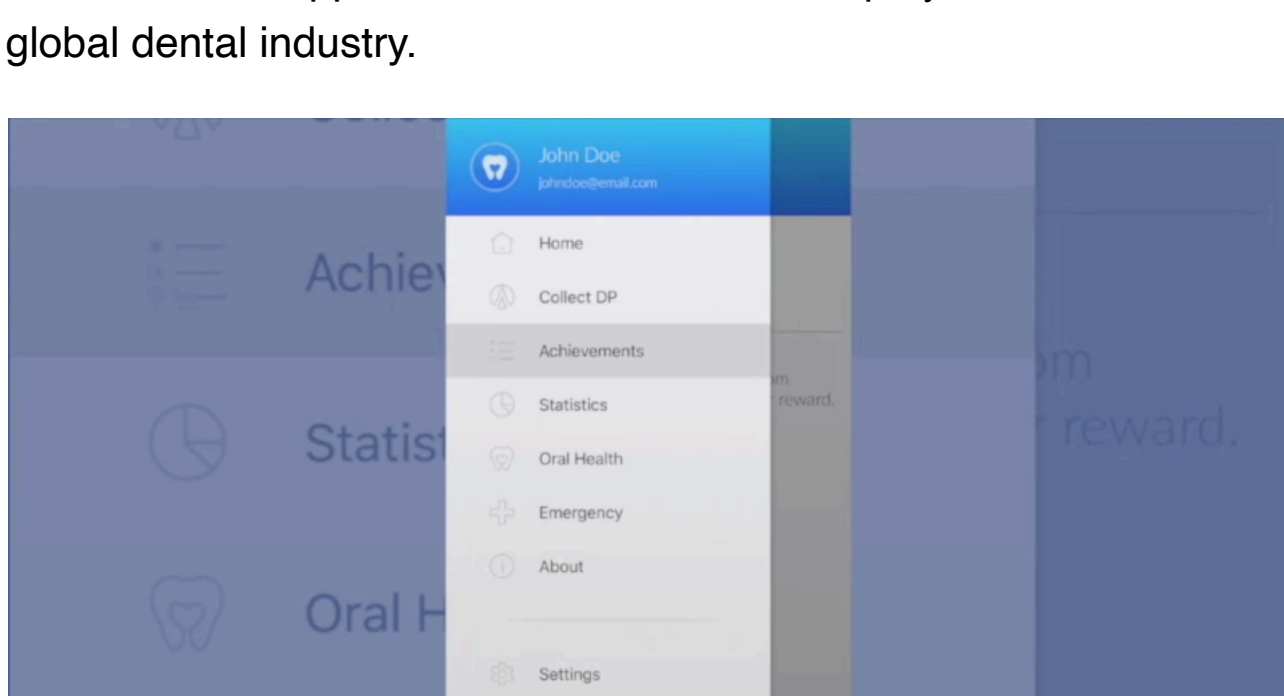 global dental industry.
John Doe
johndoe@email.com
Home
Collect DP
Achievements
Statistics
Oral Health
Emergency
About
Settings
reward.
Achiev
Statist
Oral H
reward.